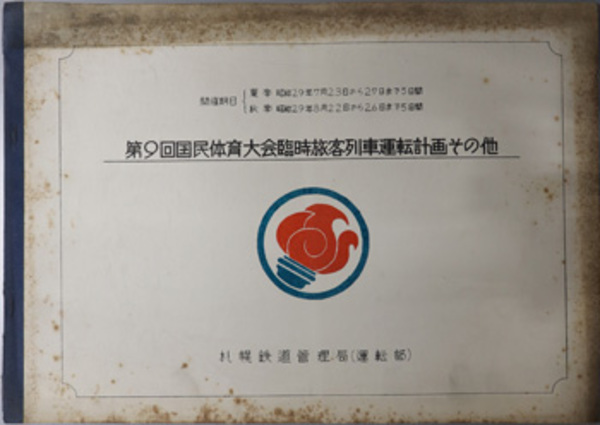 開催期日
夏季 昭和29年7月23日から27日まで5日間
秋季 昭和29年8月22日から26日まで5日間
第9回国民体育大会臨時旅客列車運転計画その他
札幌鉄道管理局(運転部)